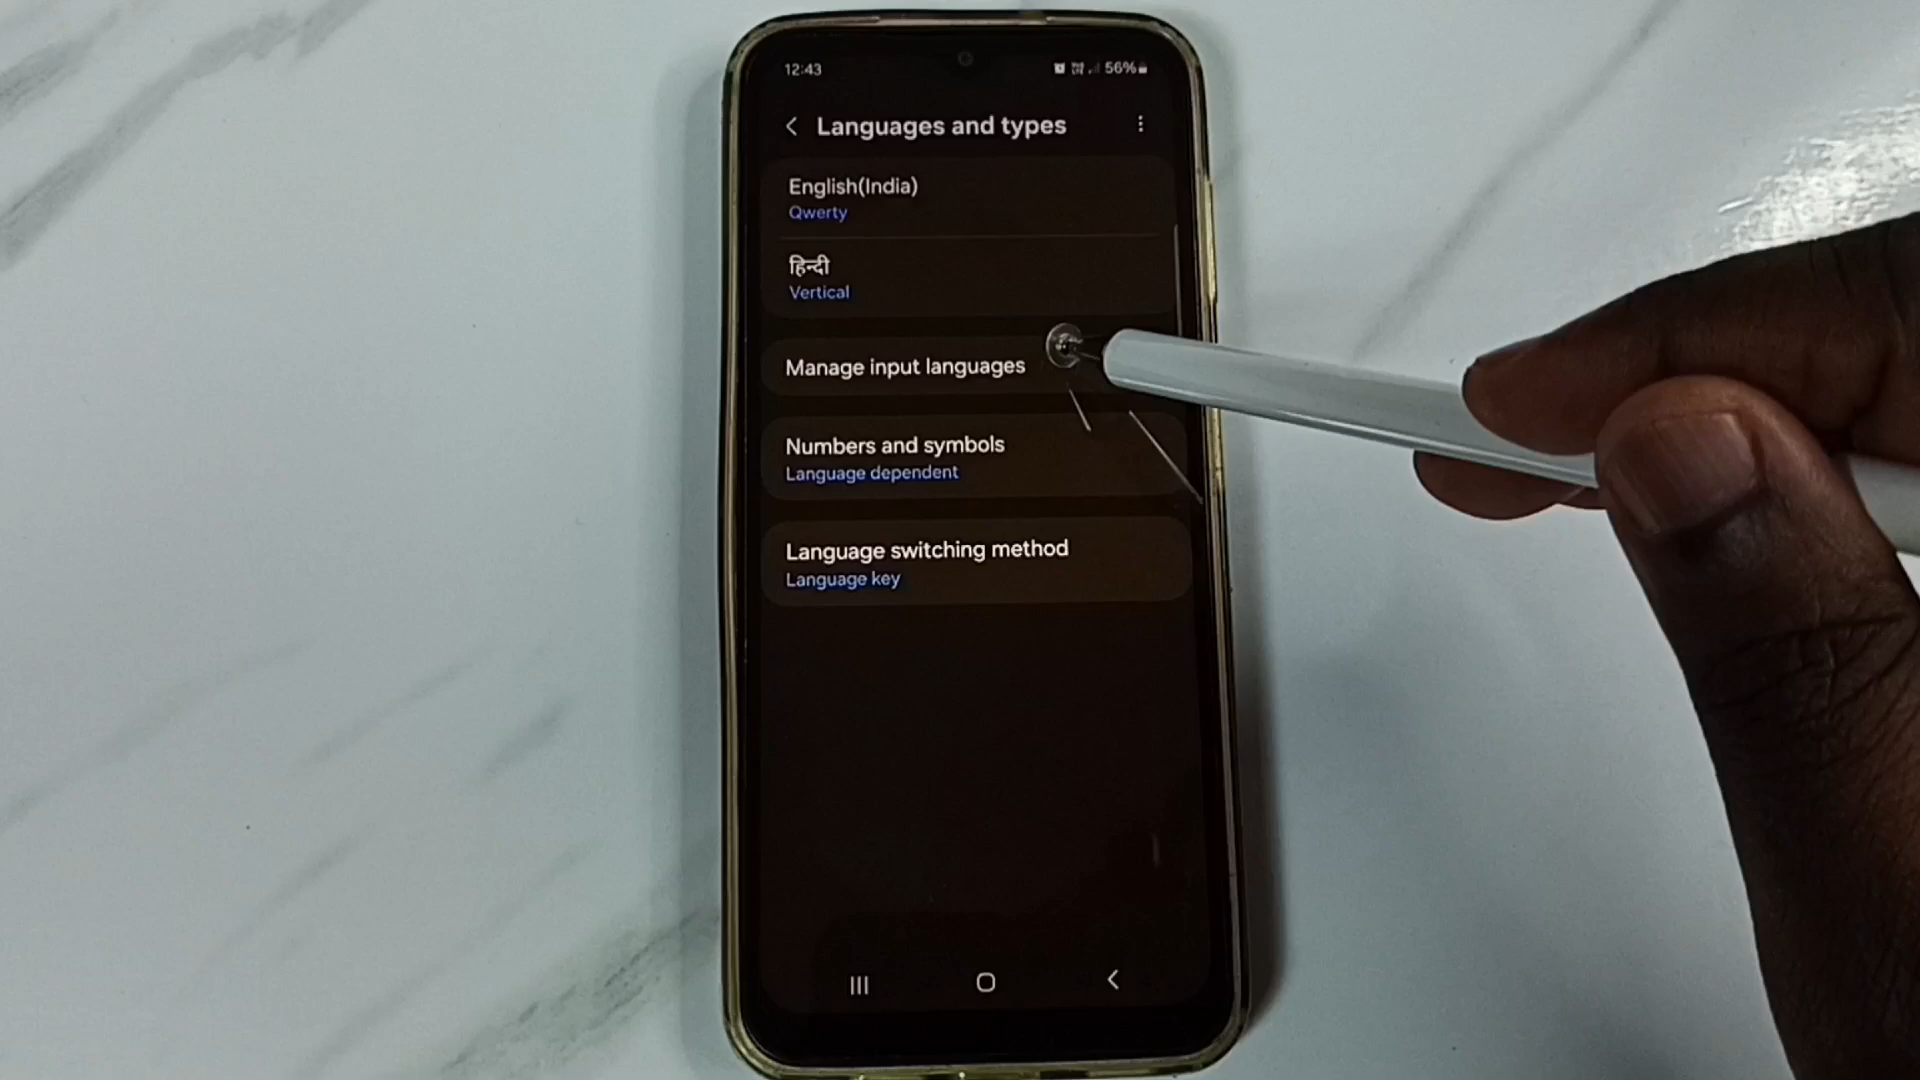 12:43
56%
Languages and types
English(India)
Qwerty
हिन्दी
Vertical
Manage input languages
Numbers and symbols
Language dependent
Language switching method
Language key